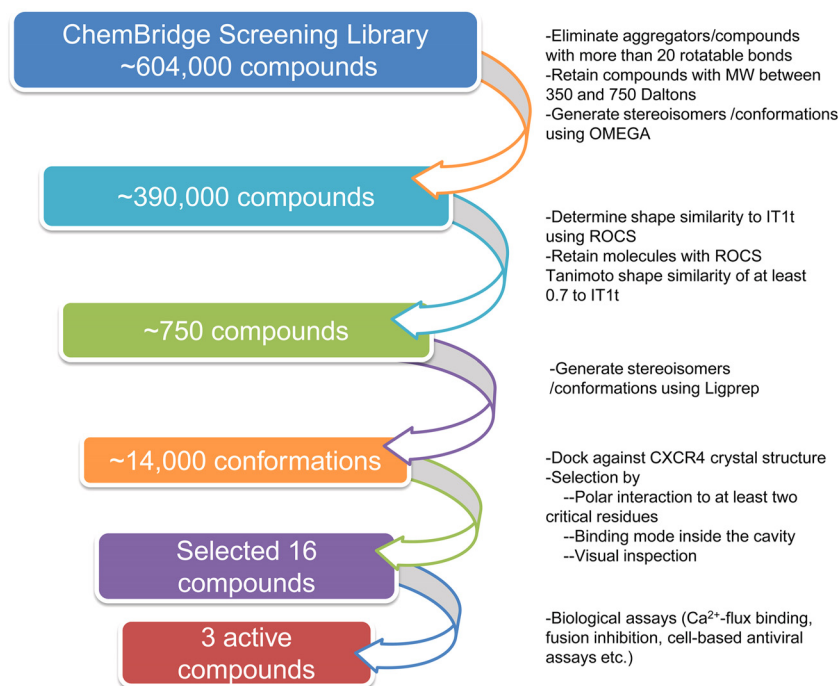 ChemBridge Screening Library
~604,000 compounds
-Eliminate aggregators/compounds
with more than 20 rotatable bonds
-Retain compounds with MW between
350 and 750 Daltons
-Generate stereoisomers /conformations
using OMEGA
~390,000 compounds
-Determine shape similarity to IT1t
using ROCS
-Retain molecules with ROCS
Tanimoto shape similarity of at least
0.7 to IT1t
~750 compounds
-Generate stereoisomers
/conformations using Ligprep
~14,000 conformations
-Dock against CXCR4 crystal structure
-Selection by
--Polar interaction to at least two
critical residues
--Binding mode inside the cavity
--Visual inspection
Selected 16
compounds
-Biological assays (Ca²⁺-flux binding,
fusion inhibition, cell-based antiviral
assays etc.)
3 active
compounds